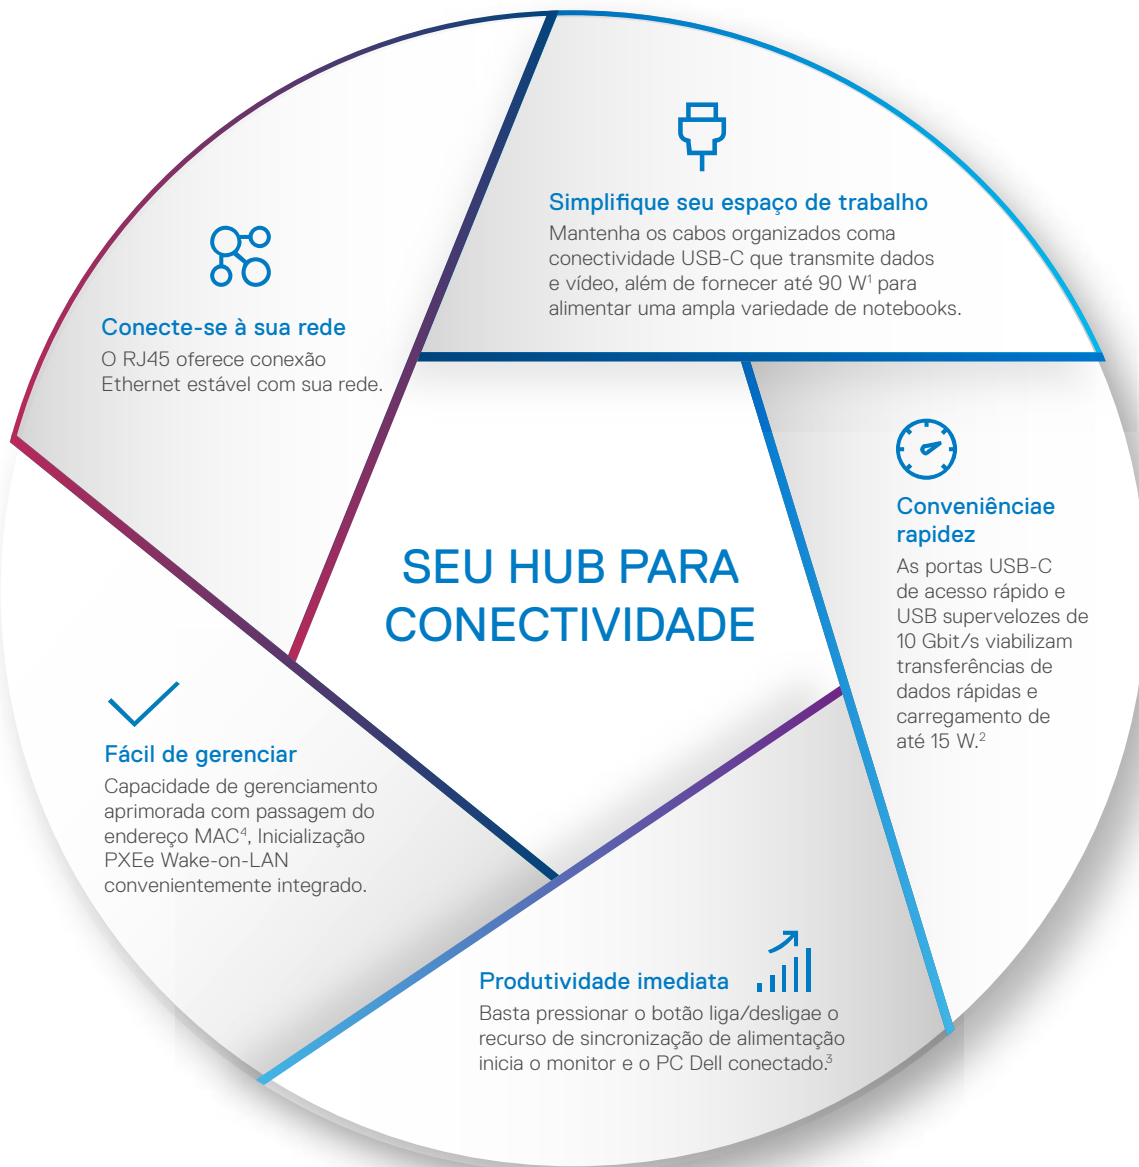 Simplifique seu espaço de trabalho
Mantenha os cabos organizados coma
conectividade USB-C que transmite dados
e vídeo, além de fornecer até 90 W¹ para
alimentar uma ampla variedade de notebooks.
Conecte-se à sua rede
O RJ45 oferece conexão
Ethernet estável com sua rede.
Conveniênciae
rapidez
As portas USB-C
de acesso rápido e
USB supervelozes de
10 Gbit/s viabilizam
transferências de
dados rápidas e
carregamento de
até 15 W.²
SEU HUB PARA
CONECTIVIDADE
Fácil de gerenciar
Capacidade de gerenciamento
aprimorada com passagem do
endereço MAC⁴, Inicialização
PXEe Wake-on-LAN
convenientemente integrado.
Produtividade imediata
Basta pressionar o botão liga/desligae o
recurso de sincronização de alimentação
inicia o monitor e o PC Dell conectado.³